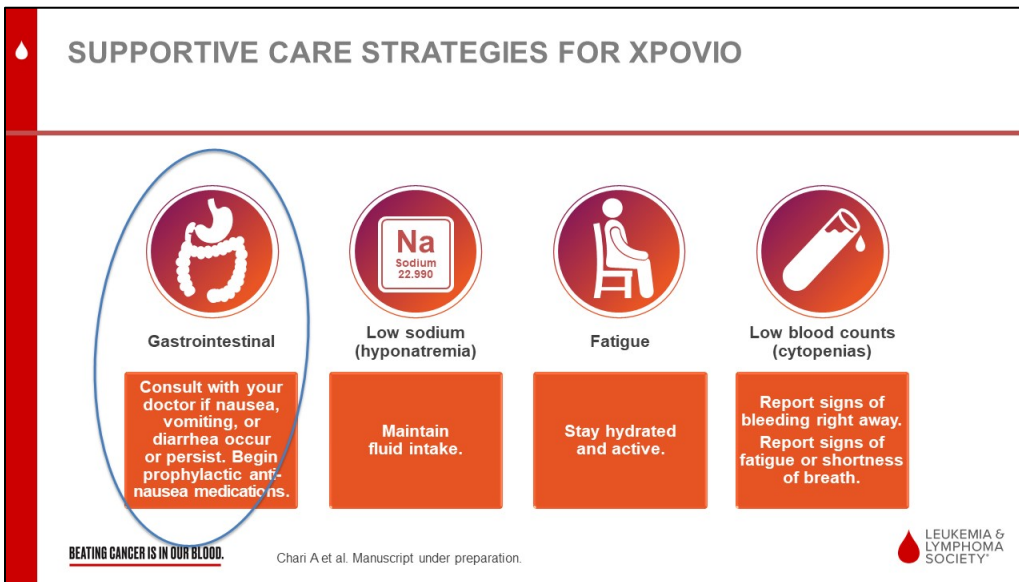 SUPPORTIVE CARE STRATEGIES FOR XPOVIO
Na
Sodium
22.990
Gastrointestinal
Low sodium
(hyponatremia)
Fatigue
Low blood counts
(cytopenias)
Consult with your
doctor if nausea,
vomiting, or
diarrhea occur
or persist. Begin
prophylactic anti-
nausea medications.
Maintain
fluid intake.
Stay hydrated
and active.
Report signs of
bleeding right away.
Report signs of
fatigue or shortness
of breath.
BEATING CANCER IS IN OUR BLOOD.
Chari A et al. Manuscript under preparation.
LEUKEMIA &
LYMPHOMA
SOCIETY®